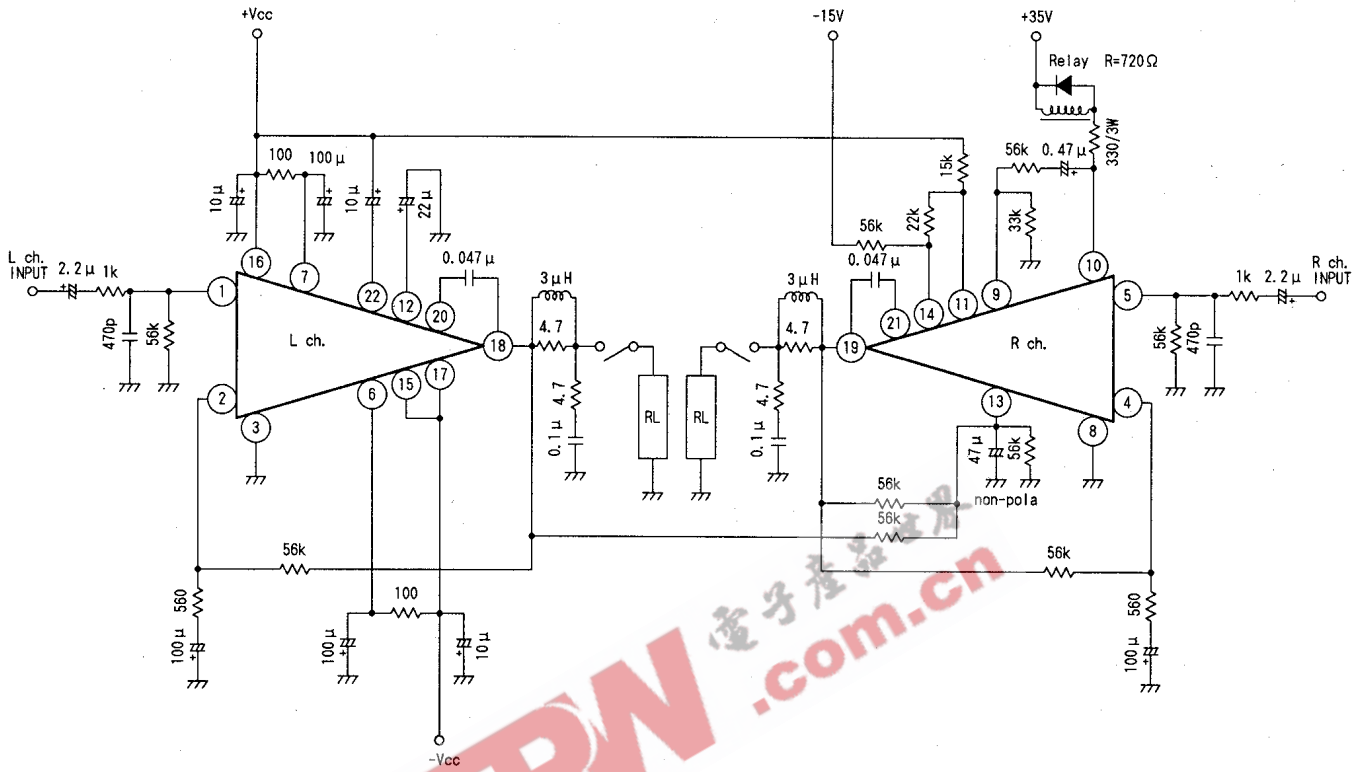 +Vcc
-15V
+35V
Relay R=720Ω
330/3W
100
100μ
10μ
10μ
22μ
15k
56k
0.47μ
22k
33k
56k
0.047μ
0.047μ
L ch.
INPUT
2.2μ
1k
470p
56k
16
7
22
12
20
18
1
2
3
6
15
17
L ch.
3μH
4.7
4.7
0.1μ
RL
RL
3μH
4.7
4.7
0.1μ
19
21
14
11
9
10
5
4
13
8
R ch.
R ch.
INPUT
1k
2.2μ
56k
470p
47μ
56k
non-pola
56k
56k
56k
56k
560
100μ
100
100μ
10μ
560
100μ
-Vcc
電子產品世界
.com.cn